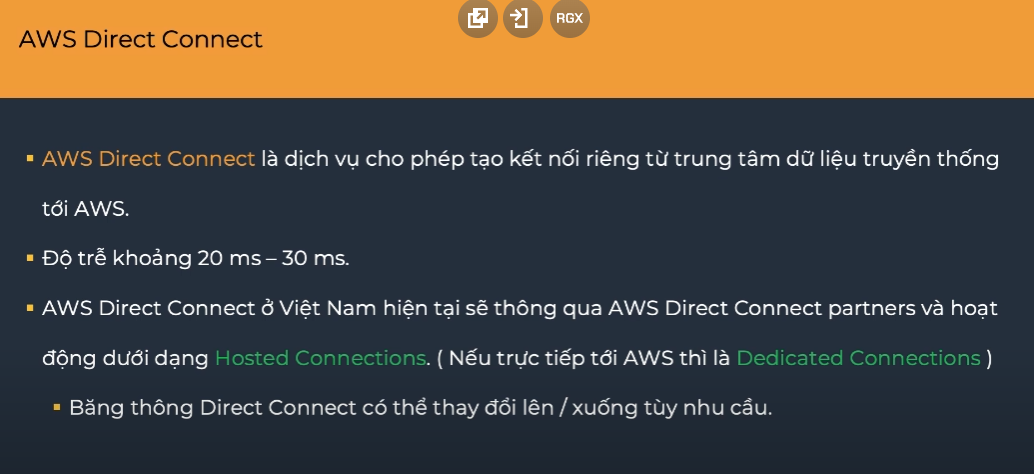 RGX
AWS Direct Connect
▪ AWS Direct Connect là dịch vụ cho phép tạo kết nối riêng từ trung tâm dữ liệu truyền thống
tới AWS.
▪ Độ trễ khoảng 20 ms – 30 ms.
▪ AWS Direct Connect ở Việt Nam hiện tại sẽ thông qua AWS Direct Connect partners và hoạt
động dưới dạng Hosted Connections. ( Nếu trực tiếp tới AWS thì là Dedicated Connections )
▪ Băng thông Direct Connect có thể thay đổi lên / xuống tùy nhu cầu.